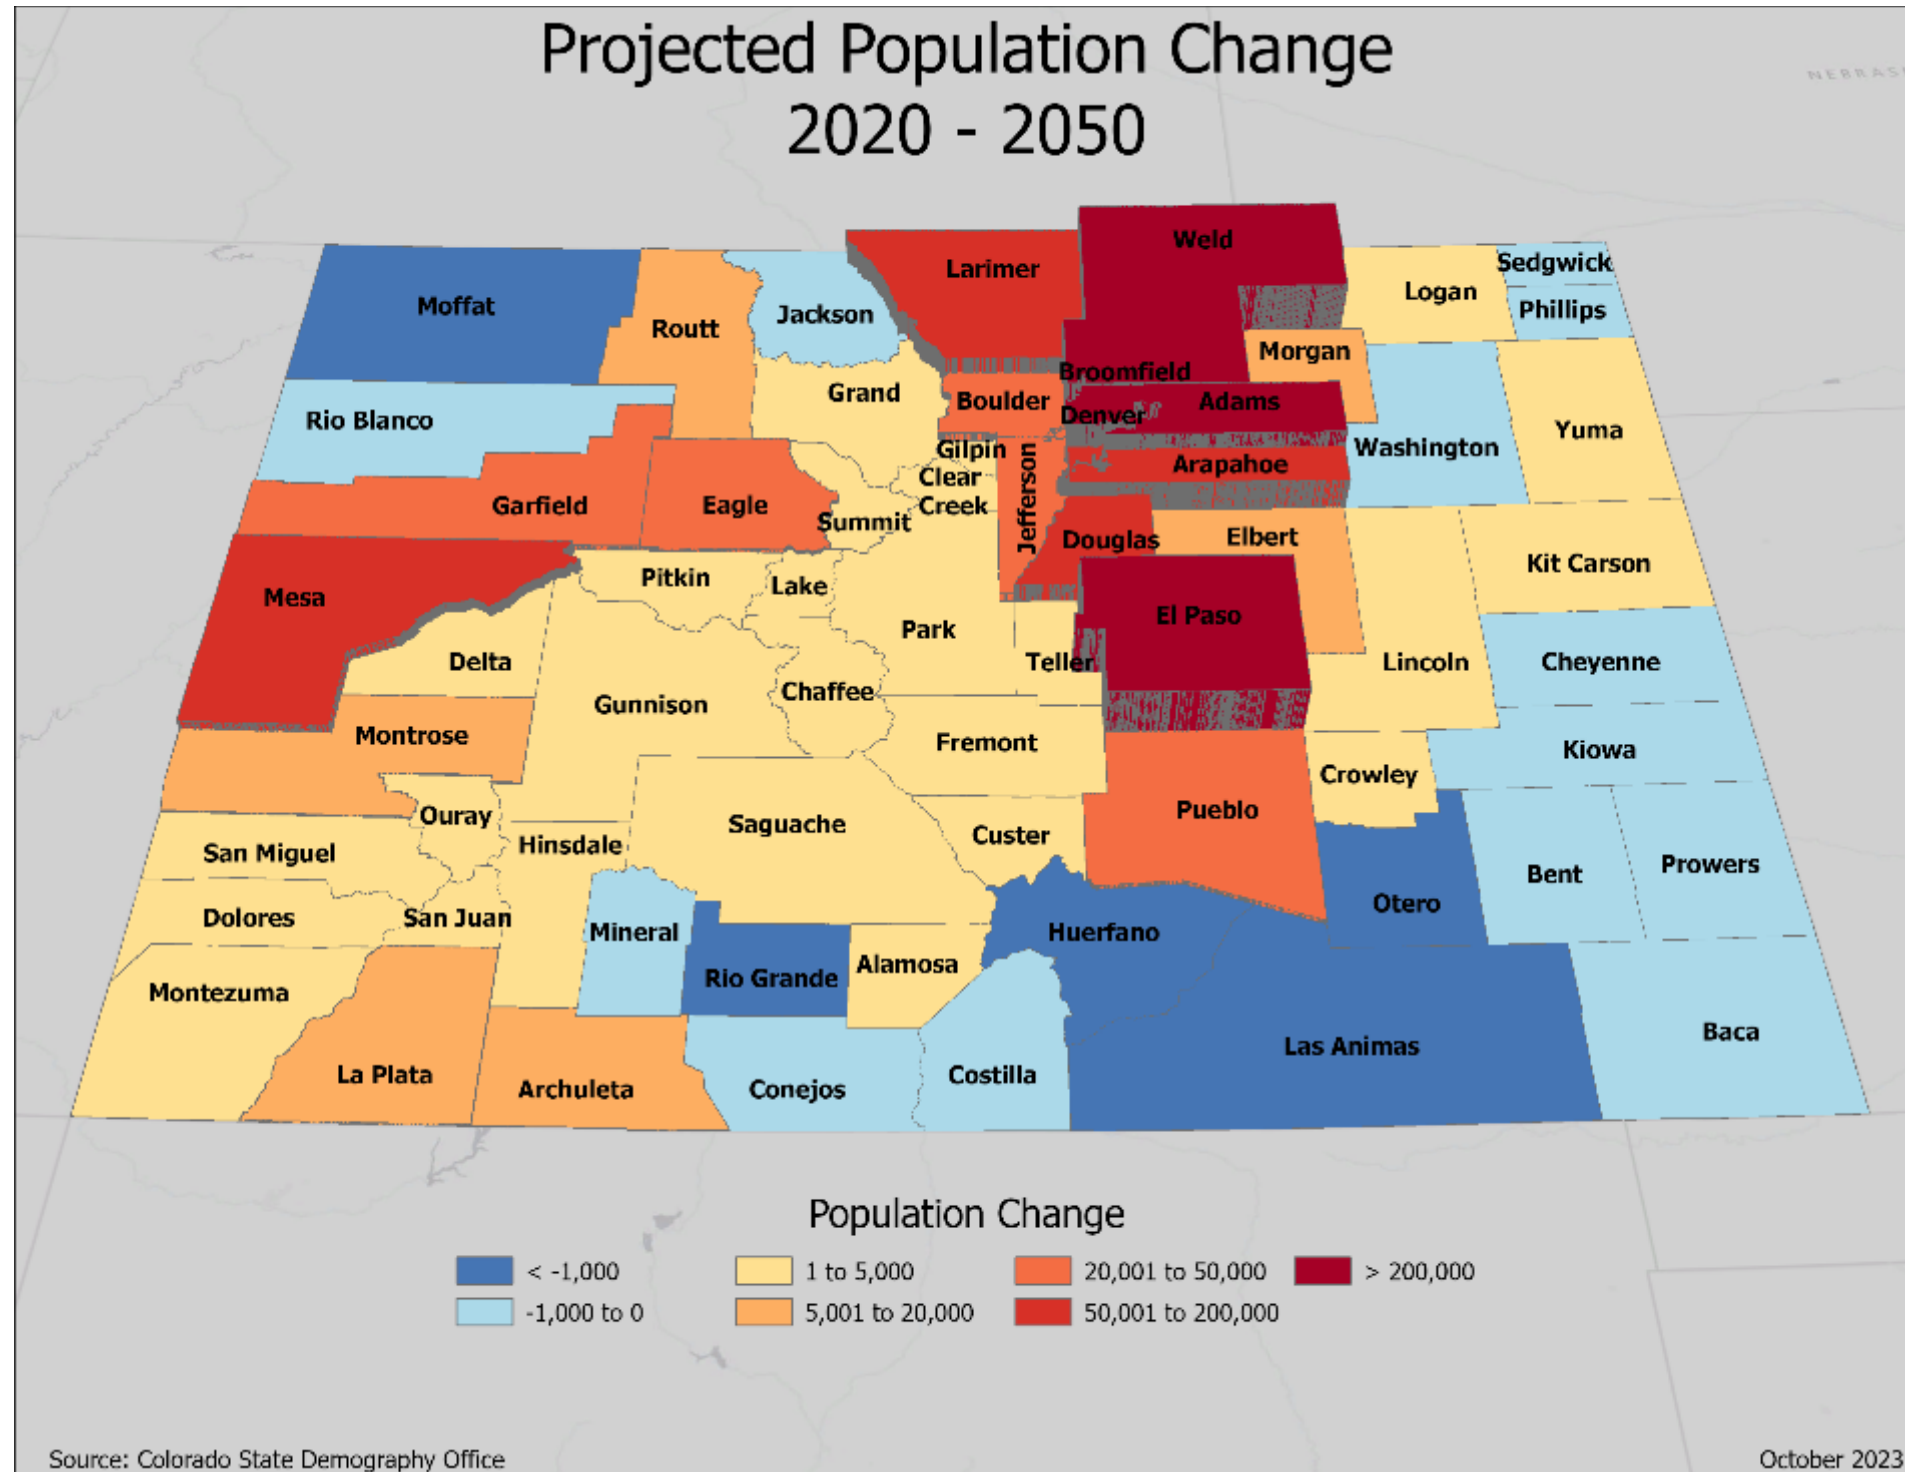 Projected Population Change
2020 - 2050
Weld
Larimer
Sedgwick
Logan
Moffat
Phillips
Jackson
Routt
Morgan
Broomfield
Grand
Boulder
Adams
Denver
Rio Blanco
Yuma
Washington
Gilpin
Arapahoe
Clear
Creek
Jefferson
Garfield
Eagle
Summit
Douglas
Elbert
Kit Carson
Pitkin
Lake
Mesa
El Paso
Park
Delta
Teller
Lincoln
Cheyenne
Chaffee
Gunnison
Montrose
Fremont
Kiowa
Crowley
Pueblo
Ouray
Saguache
Custer
Hinsdale
San Miguel
Prowers
Bent
Otero
Dolores
San Juan
Mineral
Huerfano
Alamosa
Rio Grande
Montezuma
Baca
Las Animas
La Plata
Costilla
Archuleta
Conejos
Population Change
< -1,000
1 to 5,000
20,001 to 50,000
> 200,000
-1,000 to 0
5,001 to 20,000
50,001 to 200,000
Source: Colorado State Demography Office
October 2023